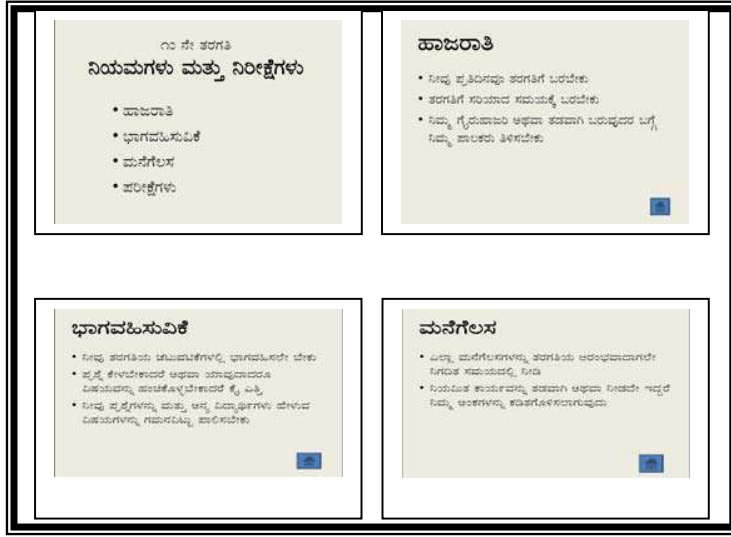 ೧೦ ನೇ ತರಗತಿ
ನಿಯಮಗಳು ಮತ್ತು ನಿರೀಕ್ಷೆಗಳು
• ಹಾಜರಾತಿ
• ಭಾಗವಹಿಸುವಿಕೆ
• ಮನೆಗೆಲಸ
• ಪರೀಕ್ಷೆಗಳು
ಹಾಜರಾತಿ
• ನೀವು ಪ್ರತಿದಿನವೂ ತರಗತಿಗೆ ಬರಬೇಕು
• ತರಗತಿಗೆ ಸರಿಯಾದ ಸಮಯಕ್ಕೆ ಬರಬೇಕು
• ನಿಮ್ಮ ಗೈರುಹಾಜರಿ ಅಥವಾ ತಡವಾಗಿ ಬರುವುದರ ಬಗ್ಗೆ
ನಿಮ್ಮ ಪಾಲಕರು ತಿಳಿಸಬೇಕು
ಭಾಗವಹಿಸುವಿಕೆ
• ನೀವು ತರಗತಿಯ ಚಟುವಟಿಕೆಗಳಲ್ಲಿ ಭಾಗವಹಿಸಲೇ ಬೇಕು
• ಪ್ರಶ್ನೆ ಕೇಳಬೇಕಾದರೆ ಅಥವಾ ಯಾವುದಾದರೂ
ವಿಷಯವನ್ನು ಹಂಚಿಕೊಳ್ಳಬೇಕಾದರೆ ಕೈ ಎತ್ತಿ
• ನೀವು ಪ್ರಶ್ನೆಗಳನ್ನು ಮತ್ತು ಅನ್ಯ ವಿದ್ಯಾರ್ಥಿಗಳು ಹೇಳುವ
ವಿಷಯಗಳನ್ನು ಗಮನವಿಟ್ಟು ಪಾಲಿಸಬೇಕು
ಮನೆಗೆಲಸ
• ಎಲ್ಲಾ ಮನೆಗೆಲಸಗಳನ್ನು ತರಗತಿಯ ಆರಂಭವಾದಾಗಲೇ
ನಿಗದಿತ ಸಮಯದಲ್ಲಿ ನೀಡಿ
• ನಿಯಮಿತ ಕಾರ್ಯವನ್ನು ತಡವಾಗಿ ಅಥವಾ ನೀಡದೇ ಇದ್ದರೆ
ನಿಮ್ಮ ಅಂಕಗಳನ್ನು ಕಡಿತಗೊಳಿಸಲಾಗುವುದು